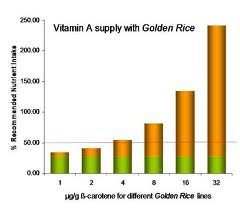 Vitamin A supply with Golden Rice
% Recommended Nutrient Intake
250.00
200.00
150.00
100.00
50.00
0.00
1 2 4 8 16 32
µg/g ß-carotene for different Golden Rice lines